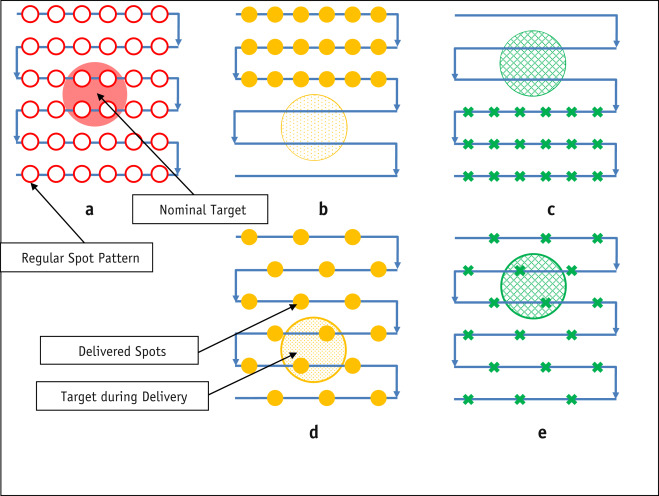 a
b
c
Nominal Target
Regular Spot Pattern
Delivered Spots
Target during Delivery
d
e